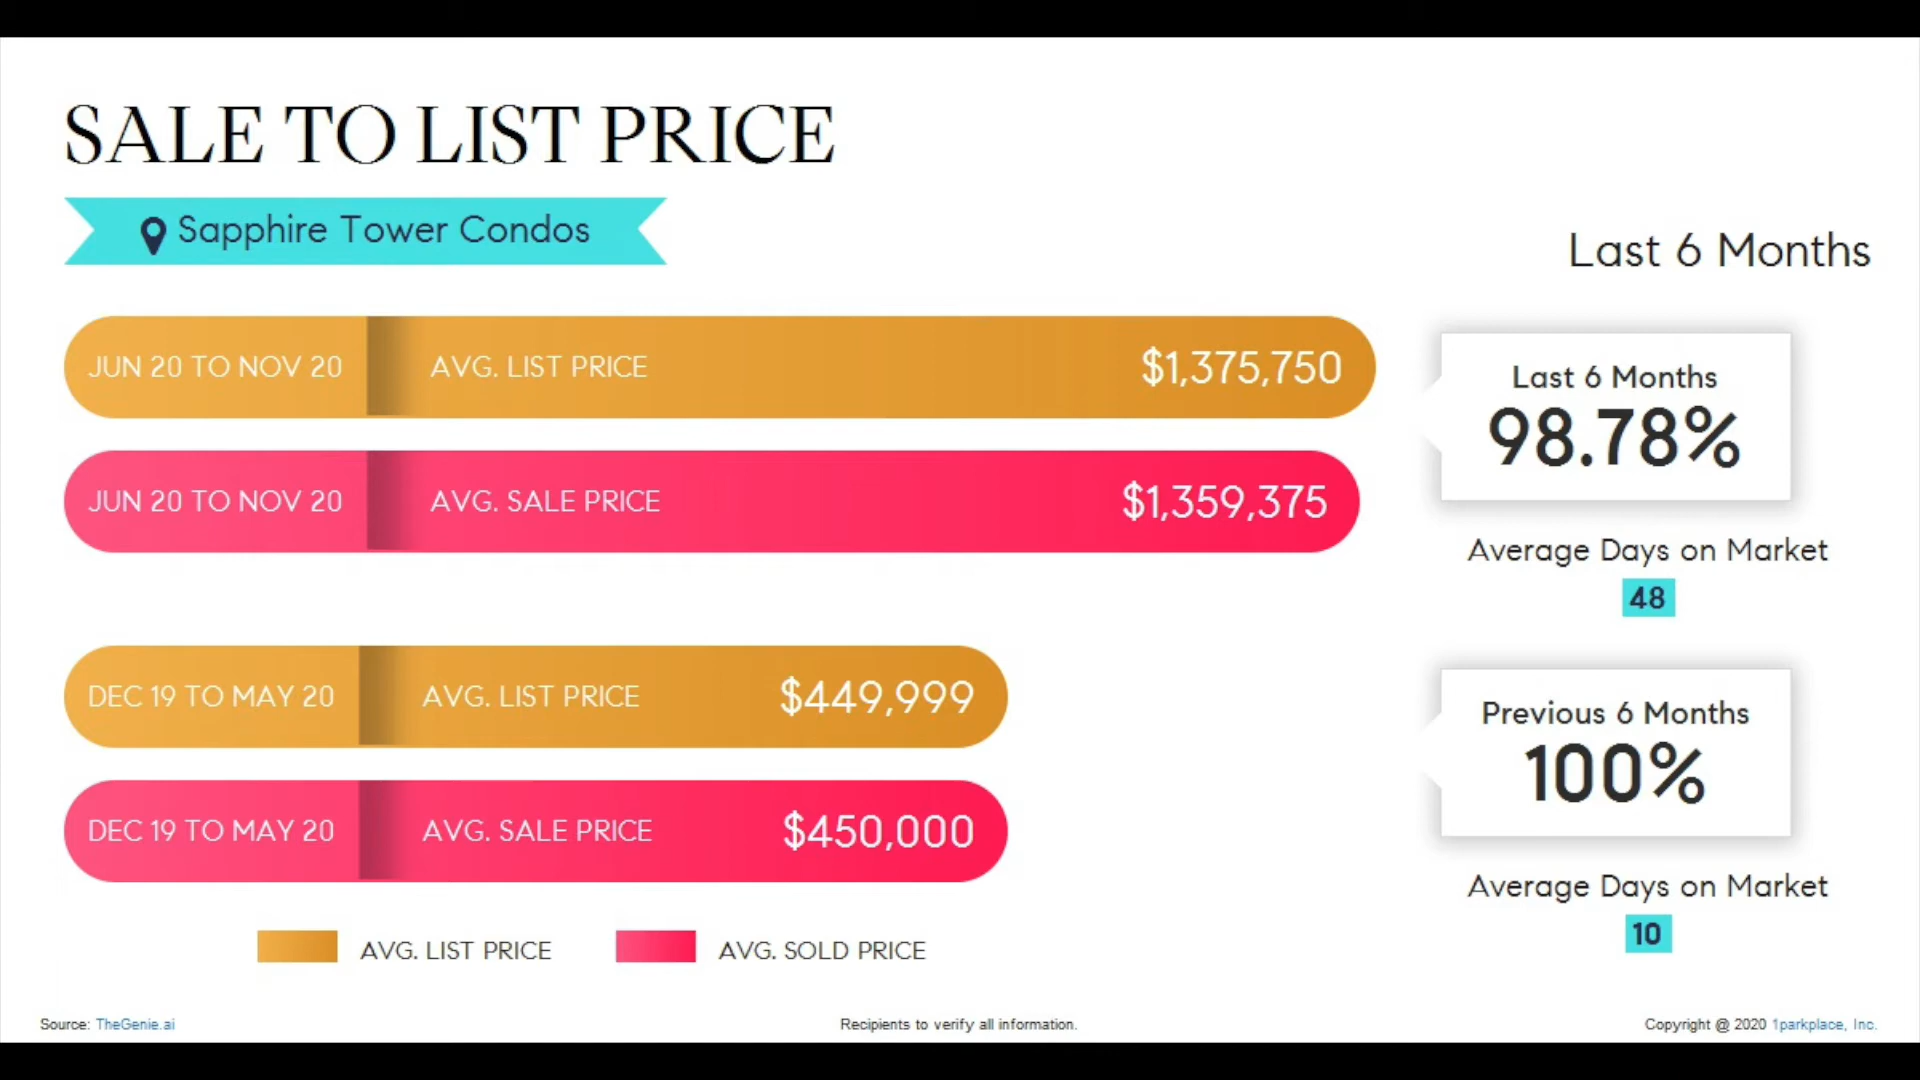 SALE TO LIST PRICE
Sapphire Tower Condos
Last 6 Months
JUN 20 TO NOV 20 AVG. LIST PRICE $1,375,750
JUN 20 TO NOV 20 AVG. SALE PRICE $1,359,375
Last 6 Months
98.78%
Average Days on Market
48
DEC 19 TO MAY 20 AVG. LIST PRICE $449,999
DEC 19 TO MAY 20 AVG. SALE PRICE $450,000
Previous 6 Months
100%
Average Days on Market
10
AVG. LIST PRICE AVG. SOLD PRICE
Source: TheGenie.ai Recipients to verify all information. Copyright @ 2020 1parkplace, Inc.